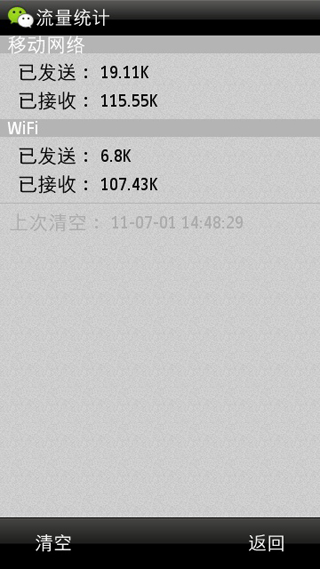 流量统计
移动网络
已发送： 19.11K
已接收： 115.55K
WiFi
已发送： 6.8K
已接收： 107.43K
上次清空： 11-07-01 14:48:29
清空
返回